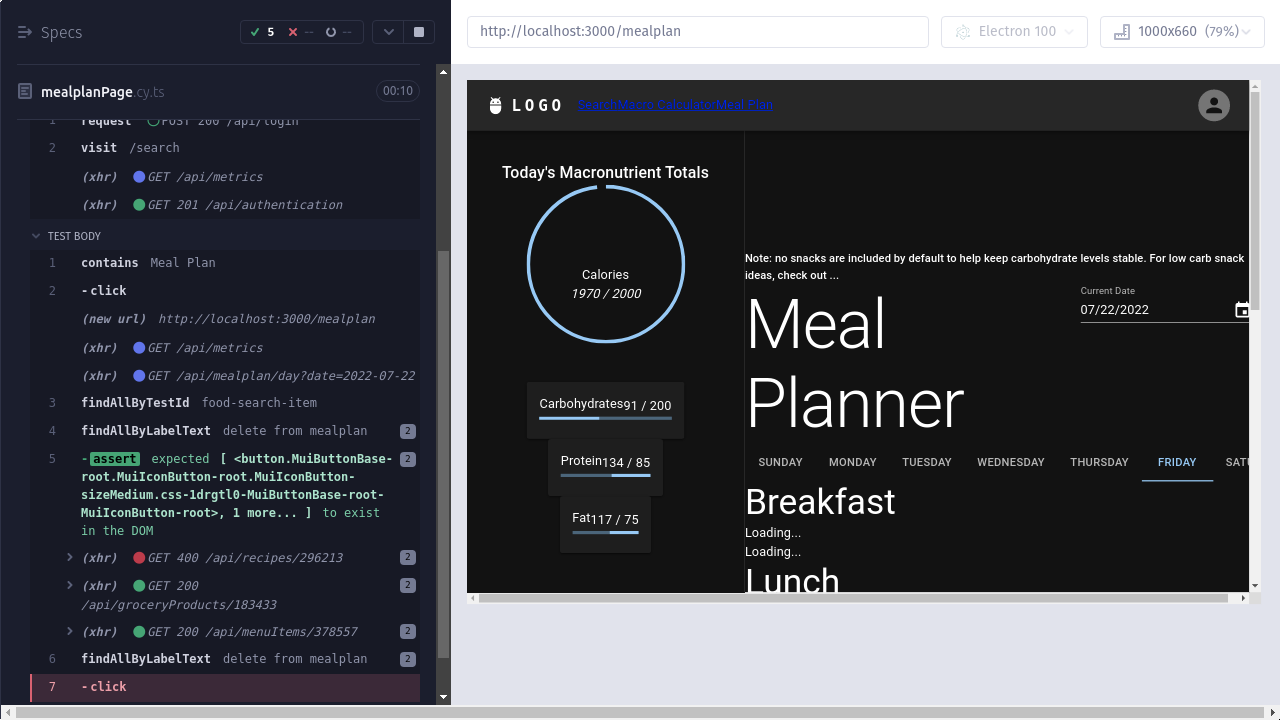 Specs
5
--
--
mealplanPage.cy.ts
00:10
1 request POST 200 /api/login
2 visit /search
(xhr) GET /api/metrics
(xhr) GET 201 /api/authentication
TEST BODY
1 contains Meal Plan
2 -click
(new url) http://localhost:3000/mealplan
(xhr) GET /api/metrics
(xhr) GET /api/mealplan/day?date=2022-07-22
3 findAllByTestId food-search-item
4 findAllByLabelText delete from mealplan 2
5 -assert expected [ <button.MuiButtonBase- 2
root.MuiIconButton-root.MuiIconButton-
sizeMedium.css-1drgtl0-MuiButtonBase-root-
MuiIconButton-root>, 1 more... ] to exist
in the DOM
(xhr) GET 400 /api/recipes/296213 2
(xhr) GET 200 2
/api/groceryProducts/183433
(xhr) GET 200 /api/menuItems/378557 2
6 findAllByLabelText delete from mealplan 2
7 -click
http://localhost:3000/mealplan
Electron 100
1000x660 (79%)
LOGO
SearchMacro CalculatorMeal Plan
Today's Macronutrient Totals
Calories
1970 / 2000
Carbohydrates91 / 200
Protein134 / 85
Fat117 / 75
Note: no snacks are included by default to help keep carbohydrate levels stable. For low carb snack
ideas, check out ...
Meal
Planner
Current Date
07/22/2022
SUNDAY MONDAY TUESDAY WEDNESDAY THURSDAY FRIDAY SATU
Breakfast
Loading...
Loading...
Lunch